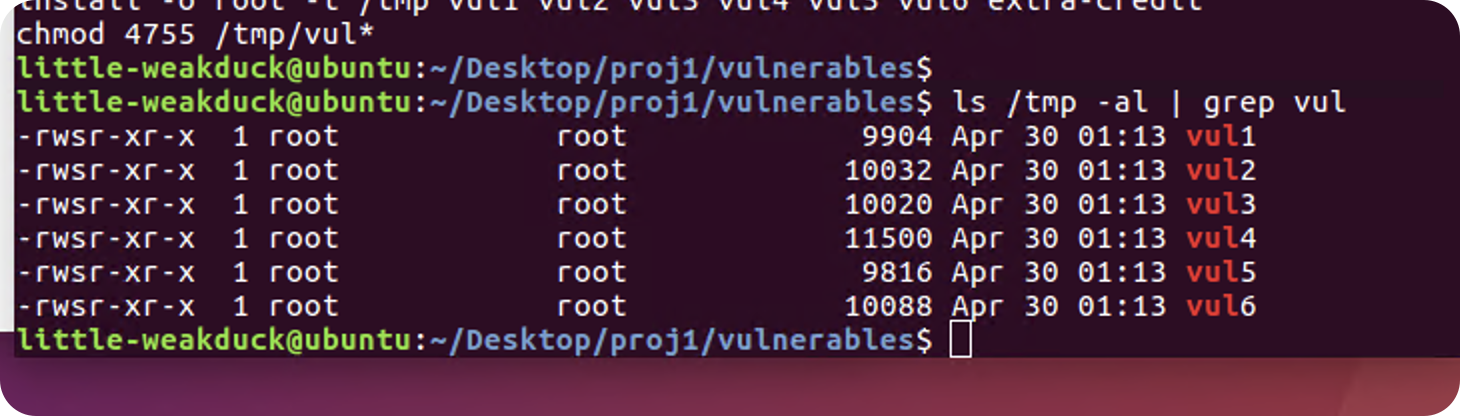 install -o root -t /tmp vul1 vul2 vul3 vul4 vul5 vul6 extra-credit
chmod 4755 /tmp/vul*
little-weakduck@ubuntu:~/Desktop/proj1/vulnerables$
little-weakduck@ubuntu:~/Desktop/proj1/vulnerables$ ls /tmp -al | grep vul
-rwsr-xr-x  1 root            root             9904 Apr 30 01:13 vul1
-rwsr-xr-x  1 root            root            10032 Apr 30 01:13 vul2
-rwsr-xr-x  1 root            root            10020 Apr 30 01:13 vul3
-rwsr-xr-x  1 root            root            11500 Apr 30 01:13 vul4
-rwsr-xr-x  1 root            root             9816 Apr 30 01:13 vul5
-rwsr-xr-x  1 root            root            10088 Apr 30 01:13 vul6
little-weakduck@ubuntu:~/Desktop/proj1/vulnerables$